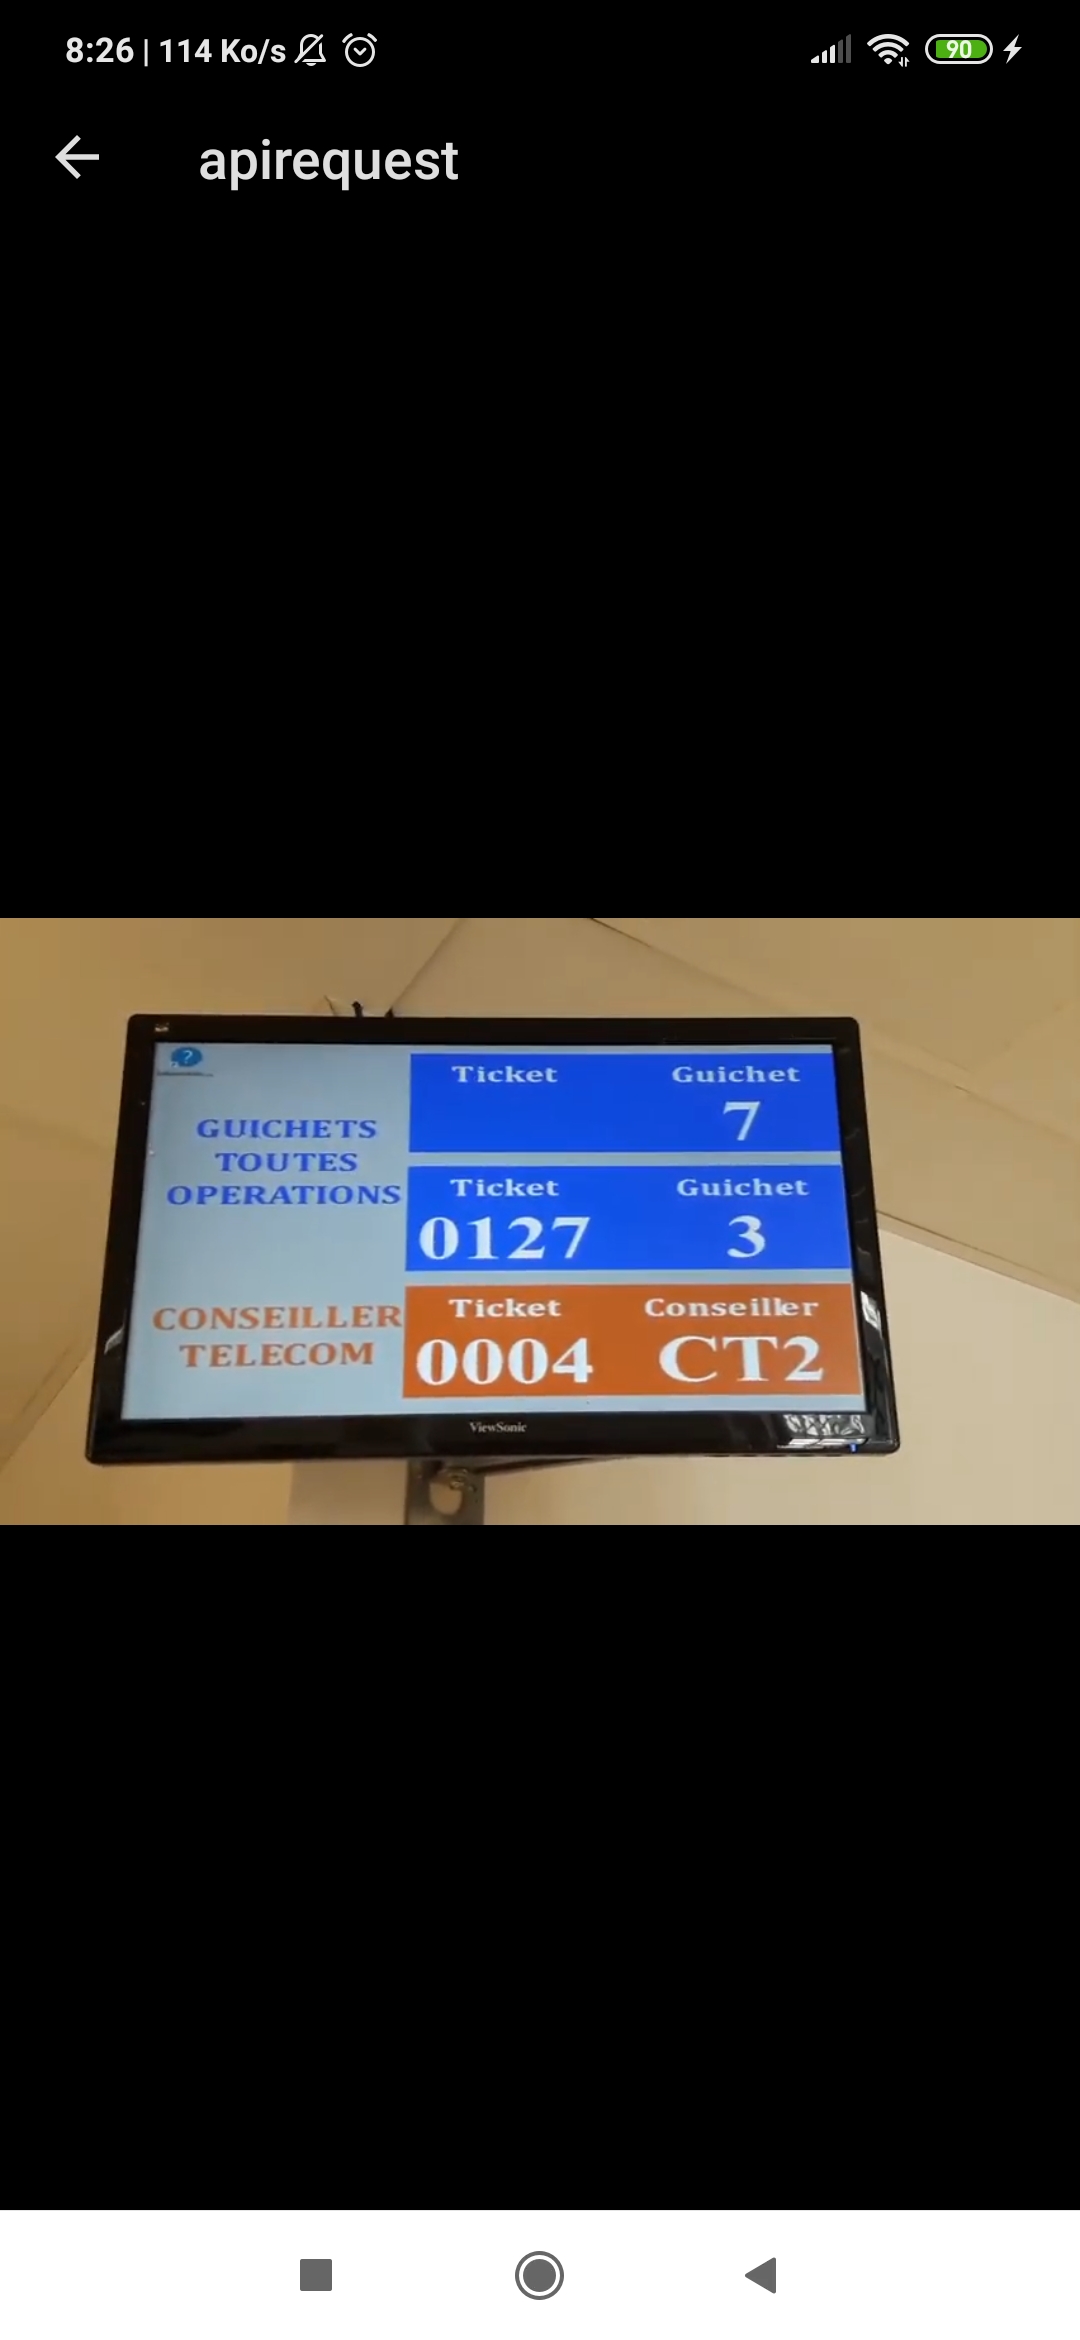 8:26 | 114 Ko/s
90
apirequest
Ticket Guichet
7
GUICHETS
TOUTES
OPERATIONS
Ticket Guichet
0127 3
CONSEILLER
TELECOM
Ticket Conseiller
0004 CT2
ViewSonic